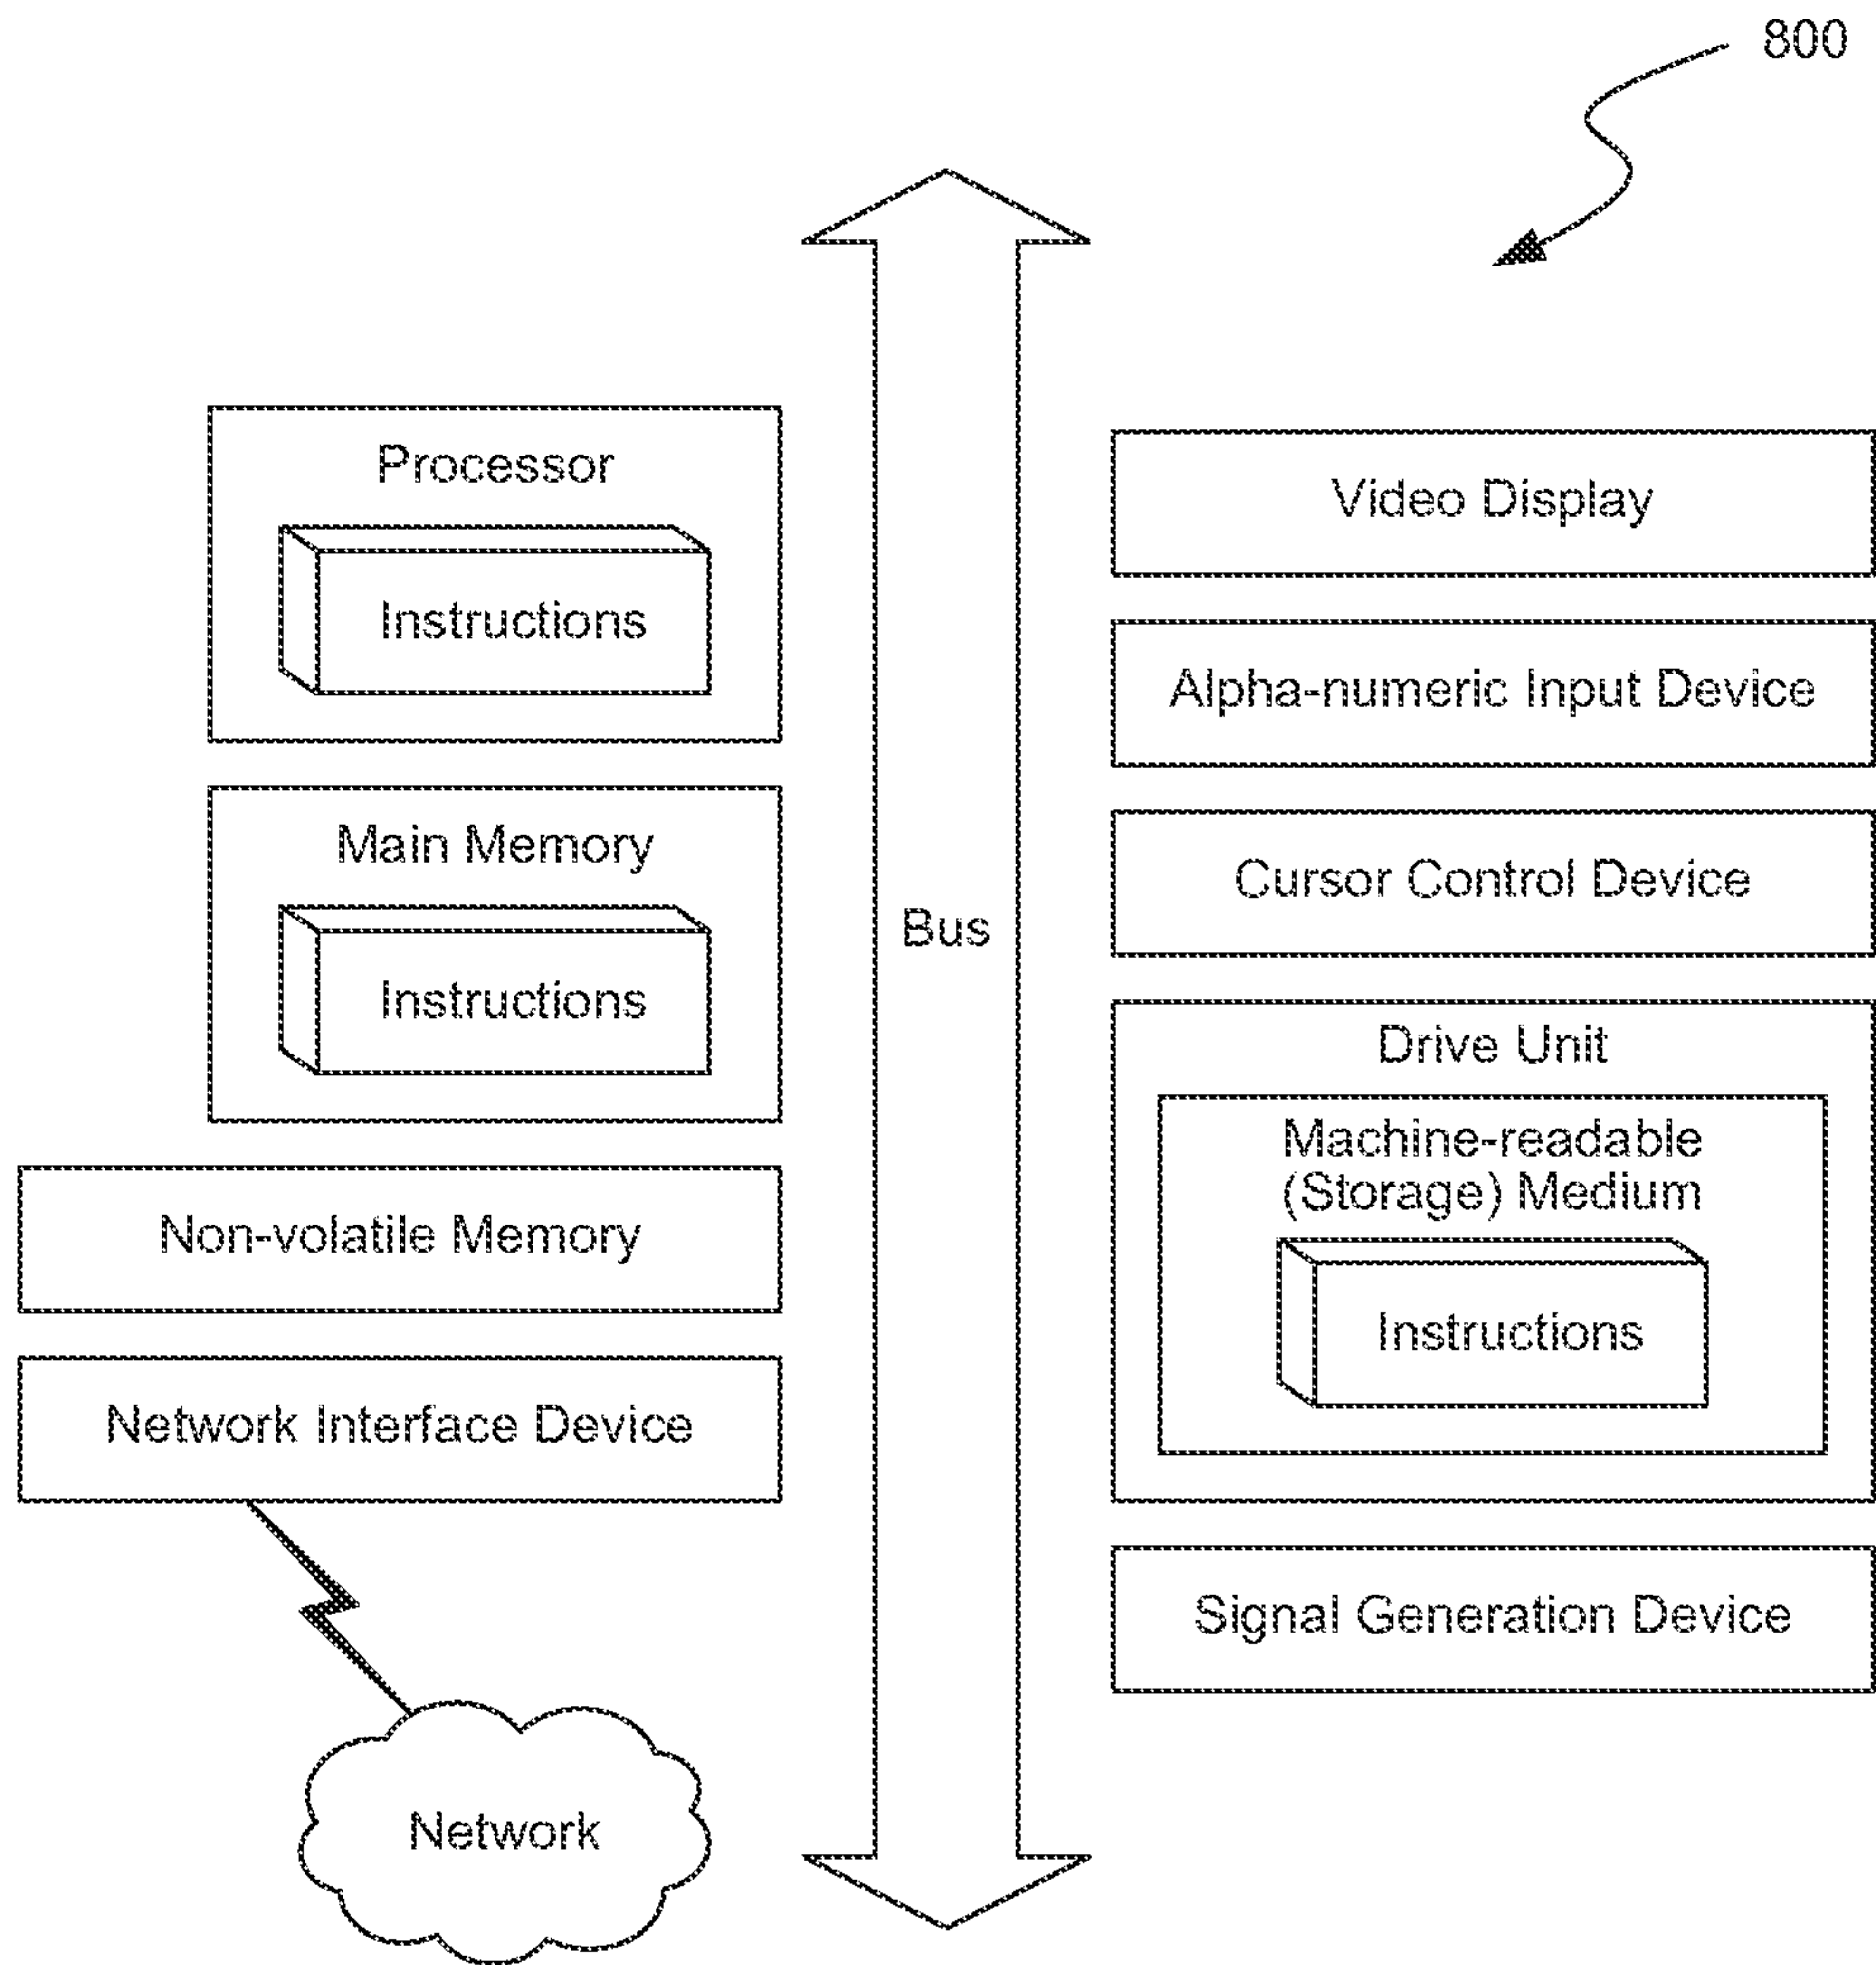 800
Processor
Instructions
Main Memory
Instructions
Non-volatile Memory
Network Interface Device
Network
Bus
Video Display
Alpha-numeric Input Device
Cursor Control Device
Drive Unit
Machine-readable
(Storage) Medium
Instructions
Signal Generation Device